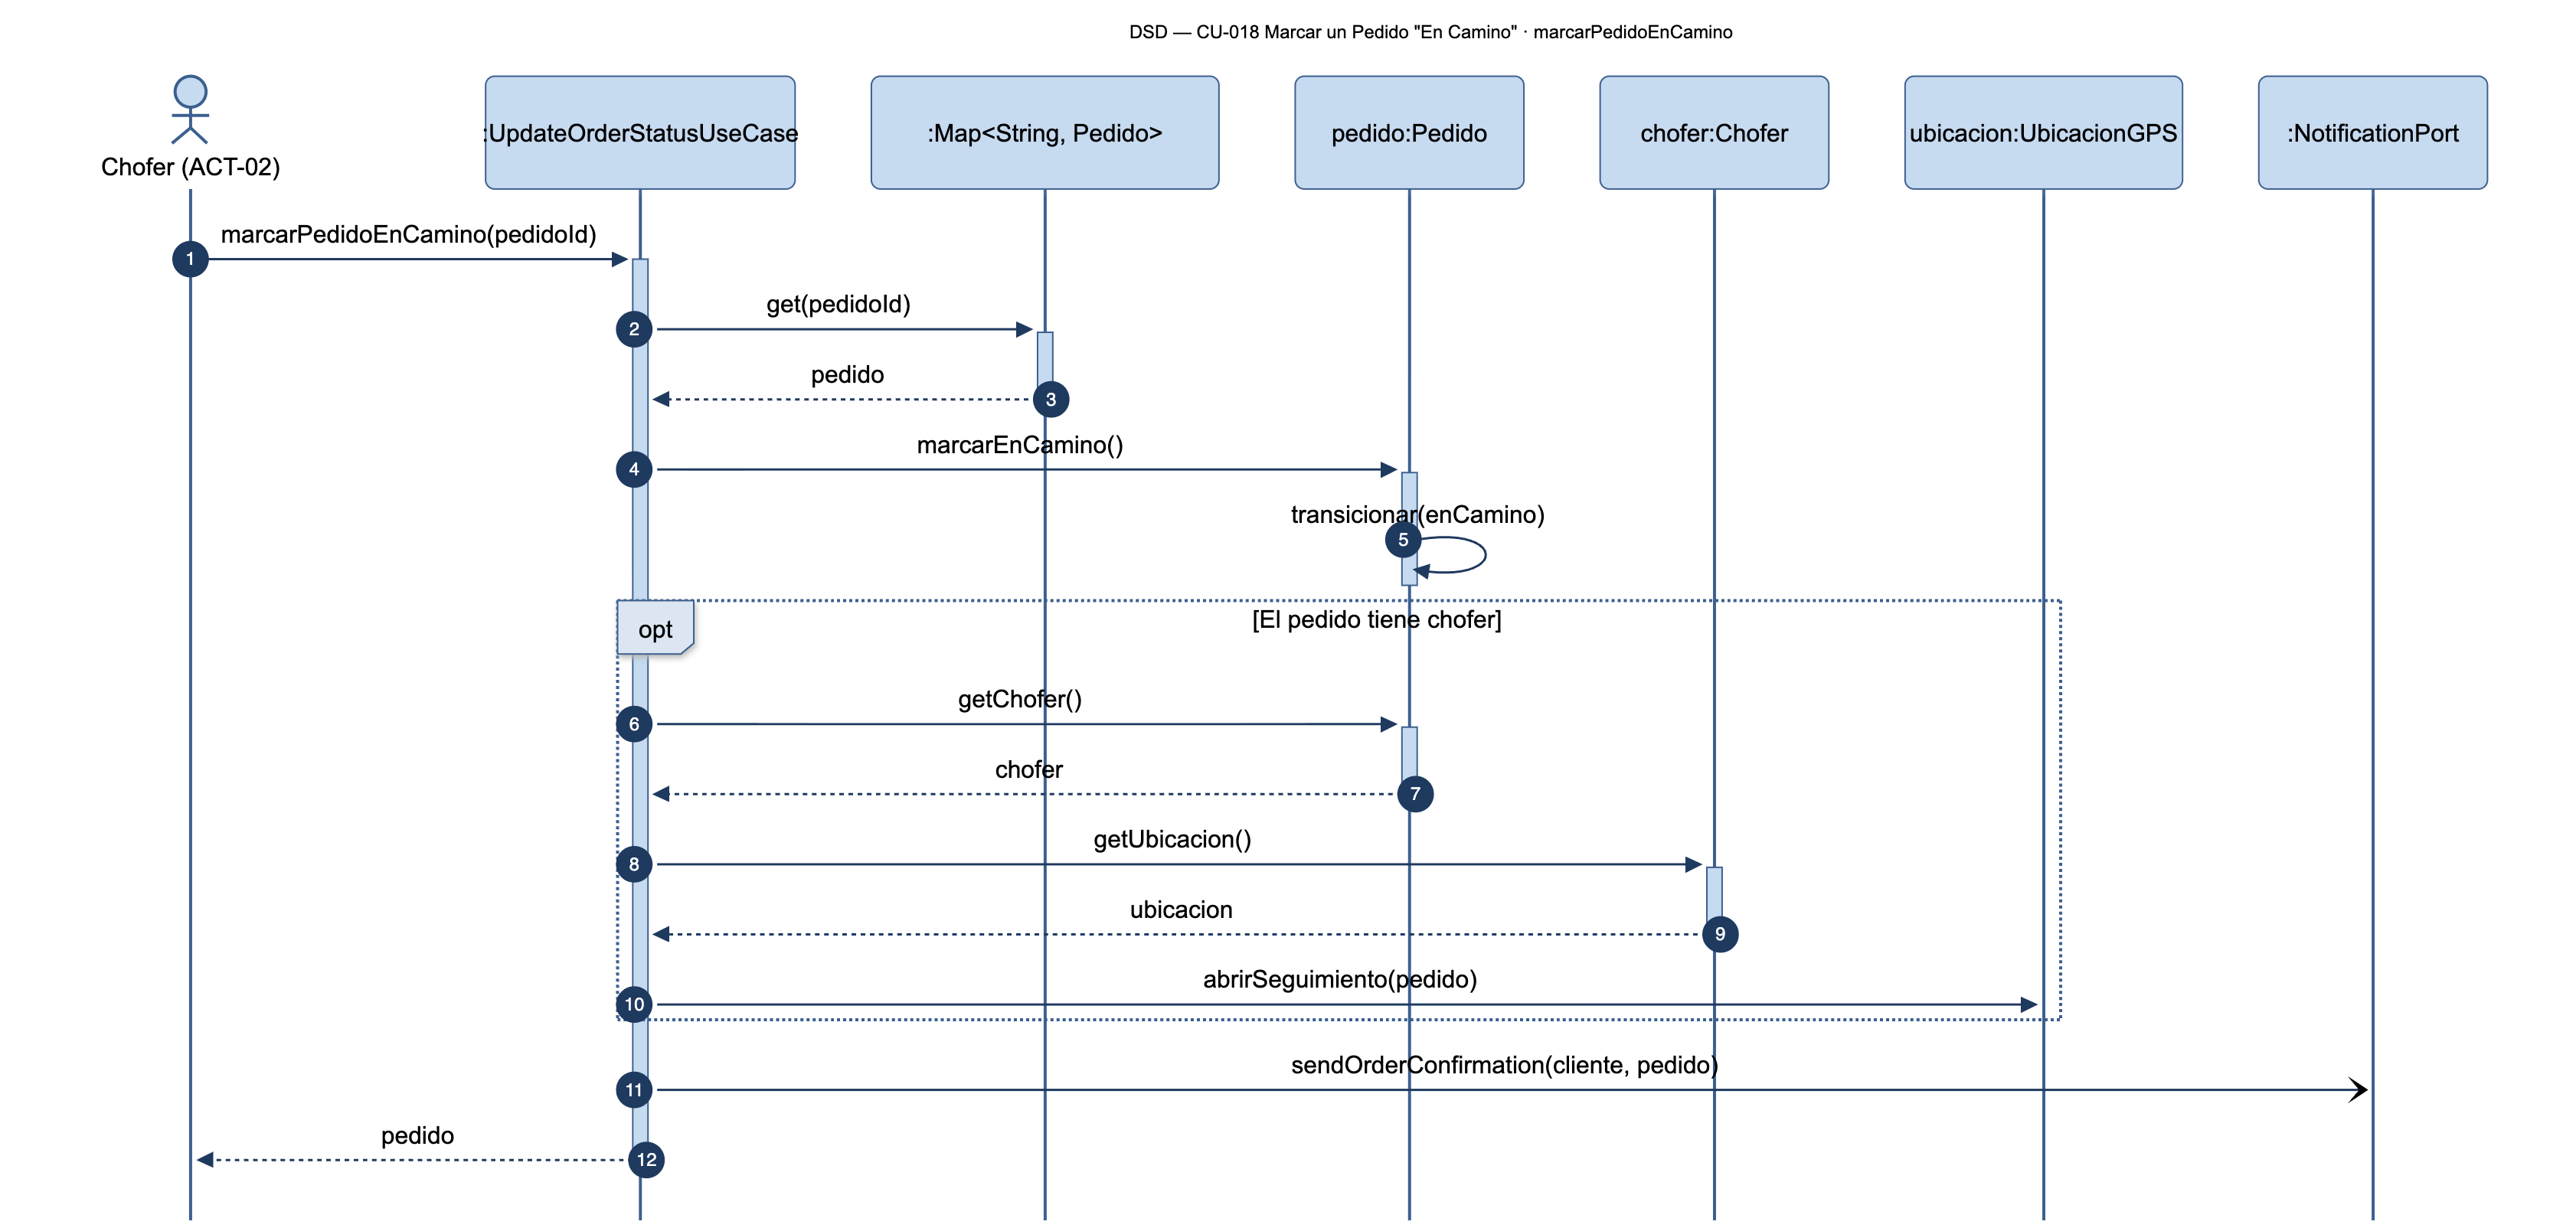 DSD — CU-018 Marcar un Pedido "En Camino" · marcarPedidoEnCamino
Chofer (ACT-02)
:UpdateOrderStatusUseCase
:Map<String, Pedido>
pedido:Pedido
chofer:Chofer
ubicacion:UbicacionGPS
:NotificationPort
marcarPedidoEnCamino(pedidoId)
1
get(pedidoId)
2
pedido
3
marcarEnCamino()
4
transicionar(enCamino)
5
opt
[El pedido tiene chofer]
getChofer()
6
chofer
7
getUbicacion()
8
ubicacion
9
abrirSeguimiento(pedido)
10
sendOrderConfirmation(cliente, pedido)
11
pedido
12